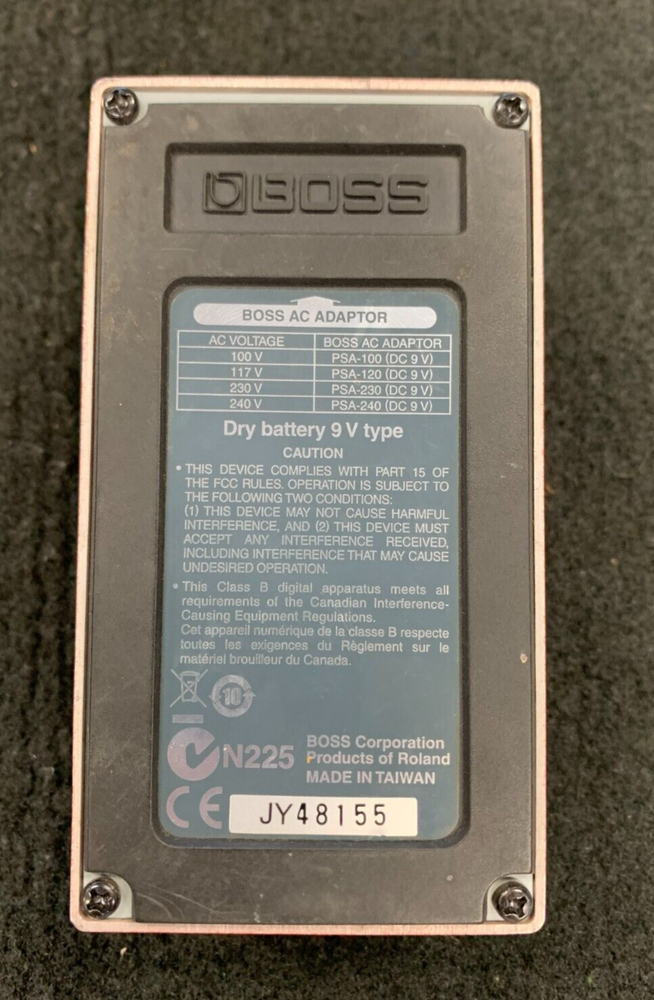 BOSS
BOSS AC ADAPTOR
AC VOLTAGE BOSS AC ADAPTOR
100 V PSA-100 (DC 9 V)
117 V PSA-120 (DC 9 V)
230 V PSA-230 (DC 9 V)
240 V PSA-240 (DC 9 V)
Dry battery 9 V type
CAUTION
• THIS DEVICE COMPLIES WITH PART 15 OF
THE FCC RULES. OPERATION IS SUBJECT TO
THE FOLLOWING TWO CONDITIONS:
(1) THIS DEVICE MAY NOT CAUSE HARMFUL
INTERFERENCE, AND (2) THIS DEVICE MUST
ACCEPT ANY INTERFERENCE RECEIVED,
INCLUDING INTERFERENCE THAT MAY CAUSE
UNDESIRED OPERATION.
• This Class B digital apparatus meets all
requirements of the Canadian Interference-
Causing Equipment Regulations.
Cet appareil numérique de la classe B respecte
toutes les exigences du Règlement sur le
matériel brouilleur du Canada.
10
N225
BOSS Corporation
Products of Roland
MADE IN TAIWAN
CE
JY48155